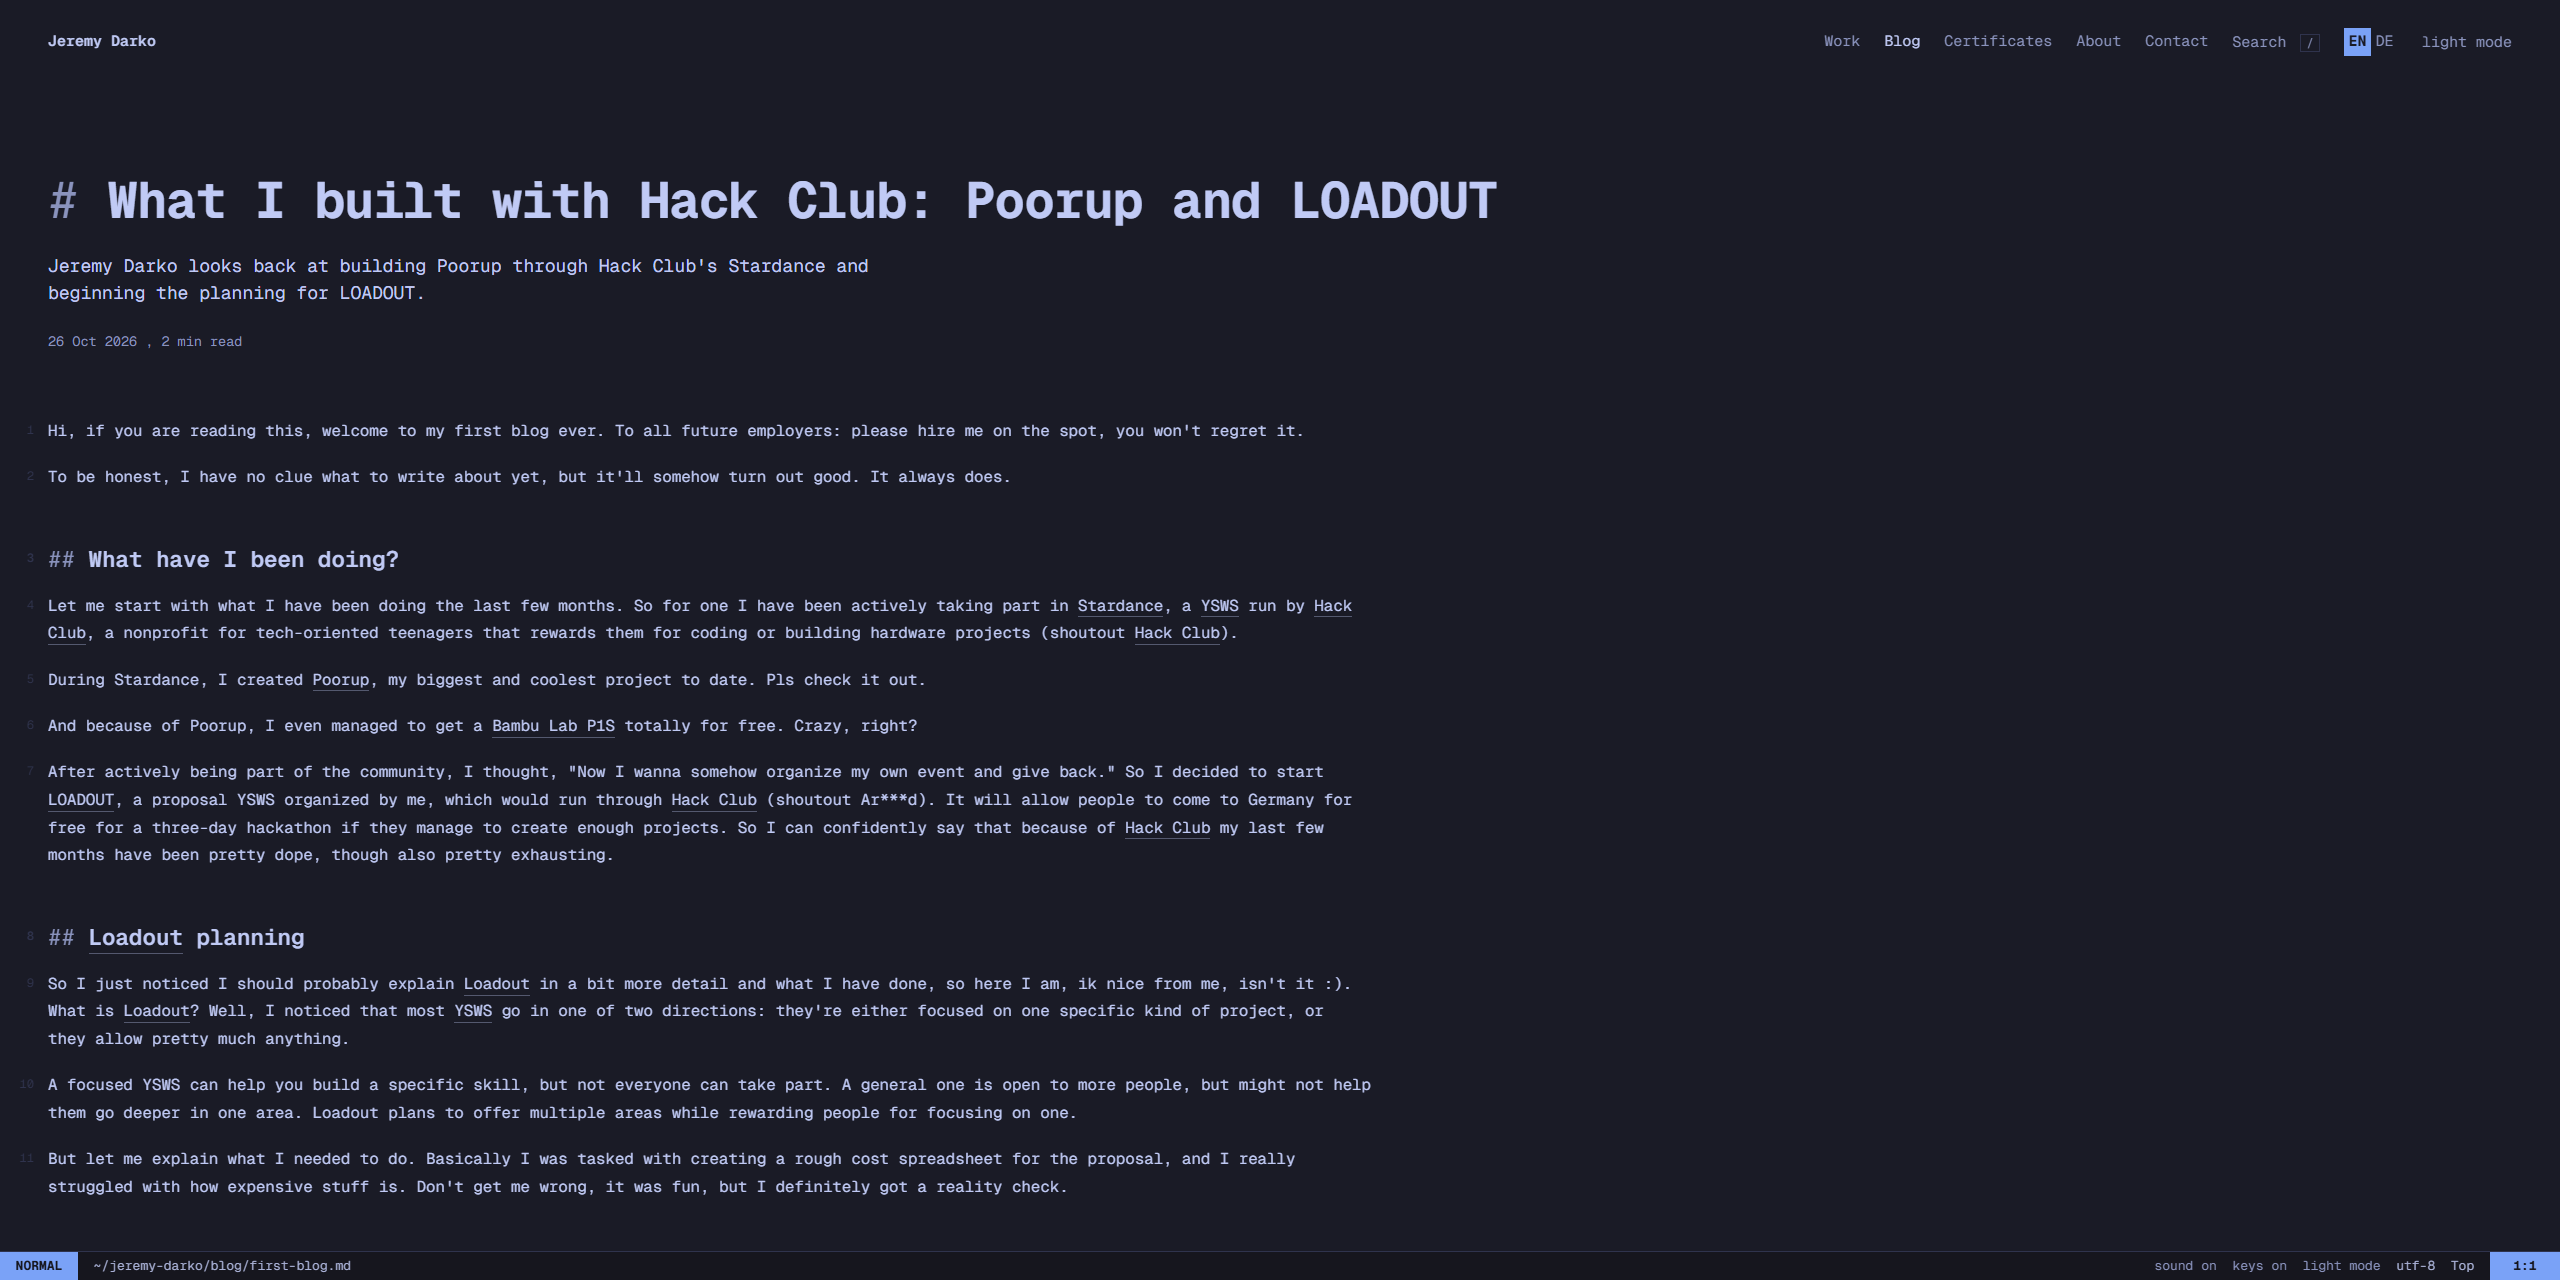 Jeremy Darko
Work Blog Certificates About Contact Search / EN DE light mode
# What I built with Hack Club: Poorup and LOADOUT
Jeremy Darko looks back at building Poorup through Hack Club's Stardance and
beginning the planning for LOADOUT.
26 Oct 2026 , 2 min read
1 Hi, if you are reading this, welcome to my first blog ever. To all future employers: please hire me on the spot, you won't regret it.
2 To be honest, I have no clue what to write about yet, but it'll somehow turn out good. It always does.
3 ## What have I been doing?
4 Let me start with what I have been doing the last few months. So for one I have been actively taking part in Stardance, a YSWS run by Hack
Club, a nonprofit for tech-oriented teenagers that rewards them for coding or building hardware projects (shoutout Hack Club).
5 During Stardance, I created Poorup, my biggest and coolest project to date. Pls check it out.
6 And because of Poorup, I even managed to get a Bambu Lab P1S totally for free. Crazy, right?
7 After actively being part of the community, I thought, "Now I wanna somehow organize my own event and give back." So I decided to start
LOADOUT, a proposal YSWS organized by me, which would run through Hack Club (shoutout Ar***d). It will allow people to come to Germany for
free for a three-day hackathon if they manage to create enough projects. So I can confidently say that because of Hack Club my last few
months have been pretty dope, though also pretty exhausting.
8 ## Loadout planning
9 So I just noticed I should probably explain Loadout in a bit more detail and what I have done, so here I am, ik nice from me, isn't it :).
What is Loadout? Well, I noticed that most YSWS go in one of two directions: they're either focused on one specific kind of project, or
they allow pretty much anything.
10 A focused YSWS can help you build a specific skill, but not everyone can take part. A general one is open to more people, but might not help
them go deeper in one area. Loadout plans to offer multiple areas while rewarding people for focusing on one.
11 But let me explain what I needed to do. Basically I was tasked with creating a rough cost spreadsheet for the proposal, and I really
struggled with how expensive stuff is. Don't get me wrong, it was fun, but I definitely got a reality check.
NORMAL ~/jeremy-darko/blog/first-blog.md sound on keys on light mode utf-8 Top 1:1